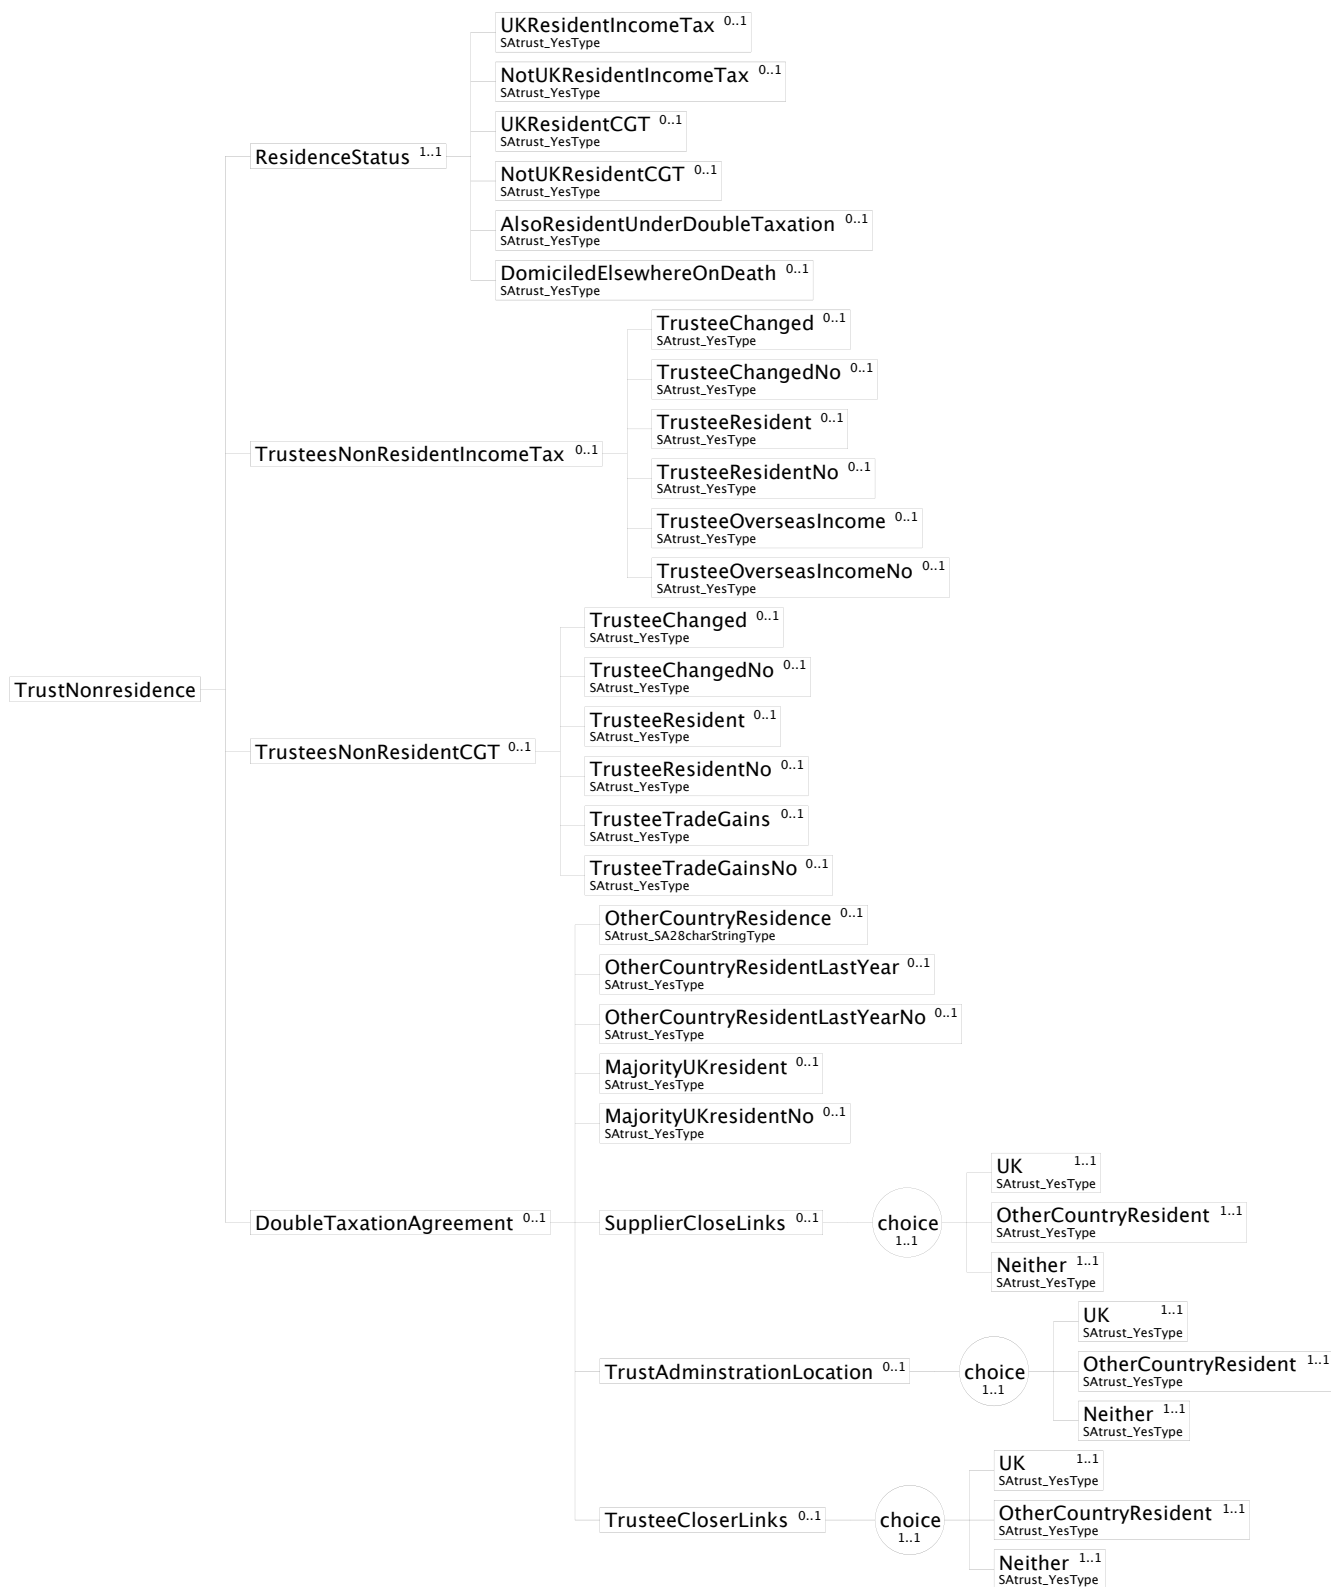 UKResidentIncomeTax 0..1
SAtrust_YesType
NotUKResidentIncomeTax 0..1
SAtrust_YesType
UKResidentCGT 0..1
SAtrust_YesType
ResidenceStatus 1..1
NotUKResidentCGT 0..1
SAtrust_YesType
AlsoResidentUnderDoubleTaxation 0..1
SAtrust_YesType
DomiciledElsewhereOnDeath 0..1
SAtrust_YesType
TrusteeChanged 0..1
SAtrust_YesType
TrusteeChangedNo 0..1
SAtrust_YesType
TrusteeResident 0..1
SAtrust_YesType
TrusteesNonResidentIncomeTax 0..1
TrusteeResidentNo 0..1
SAtrust_YesType
TrusteeOverseasIncome 0..1
SAtrust_YesType
TrusteeOverseasIncomeNo 0..1
SAtrust_YesType
TrusteeChanged 0..1
SAtrust_YesType
TrusteeChangedNo 0..1
SAtrust_YesType
TrustNonresidence
TrusteeResident 0..1
SAtrust_YesType
TrusteesNonResidentCGT 0..1
TrusteeResidentNo 0..1
SAtrust_YesType
TrusteeTradeGains 0..1
SAtrust_YesType
TrusteeTradeGainsNo 0..1
SAtrust_YesType
OtherCountryResidence 0..1
SAtrust_SA28charStringType
OtherCountryResidentLastYear 0..1
SAtrust_YesType
OtherCountryResidentLastYearNo 0..1
SAtrust_YesType
MajorityUKresident 0..1
SAtrust_YesType
MajorityUKresidentNo 0..1
SAtrust_YesType
DoubleTaxationAgreement 0..1
SupplierCloseLinks 0..1
choice
1..1
UK 1..1
SAtrust_YesType
OtherCountryResident 1..1
SAtrust_YesType
Neither 1..1
SAtrust_YesType
TrustAdminstrationLocation 0..1
choice
1..1
UK 1..1
SAtrust_YesType
OtherCountryResident 1..1
SAtrust_YesType
Neither 1..1
SAtrust_YesType
TrusteeCloserLinks 0..1
choice
1..1
UK 1..1
SAtrust_YesType
OtherCountryResident 1..1
SAtrust_YesType
Neither 1..1
SAtrust_YesType